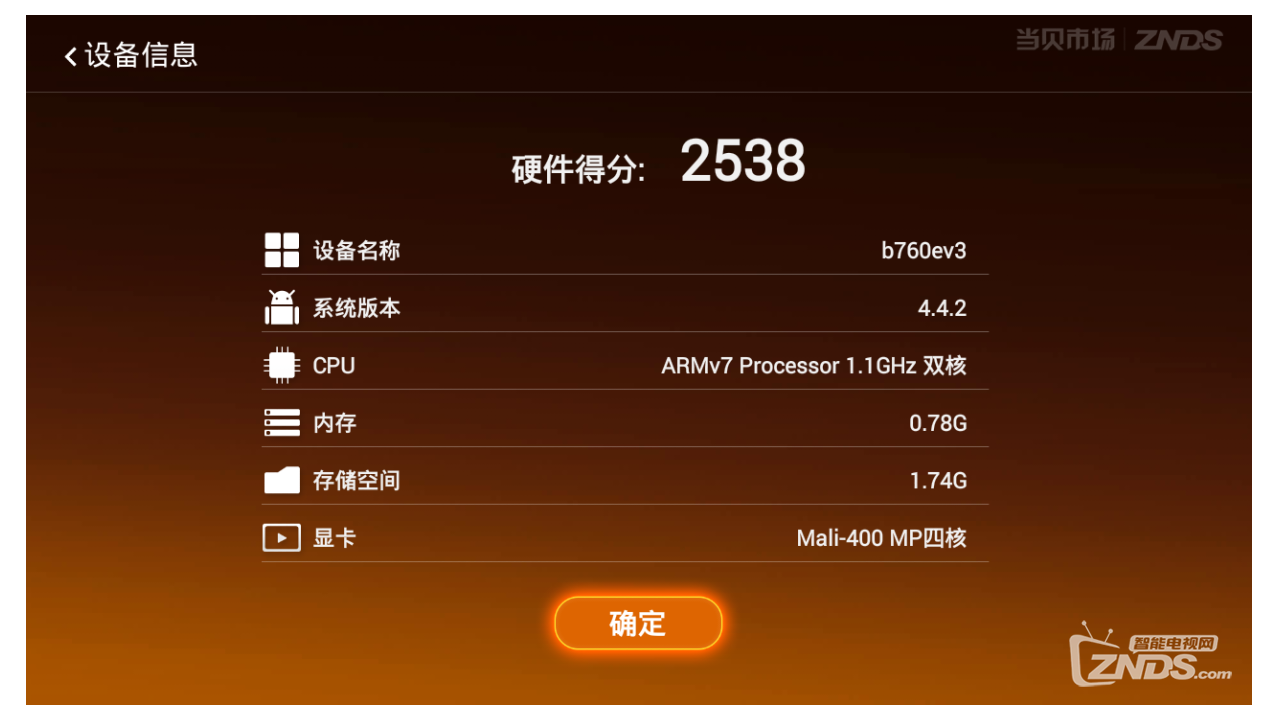 设备信息
当贝市场 ZNDS
硬件得分: 2538
设备名称 b760ev3
系统版本 4.4.2
CPU ARMv7 Processor 1.1GHz 双核
内存 0.78G
存储空间 1.74G
显卡 Mali-400 MP四核
确定
智能电视网
ZNDS.com